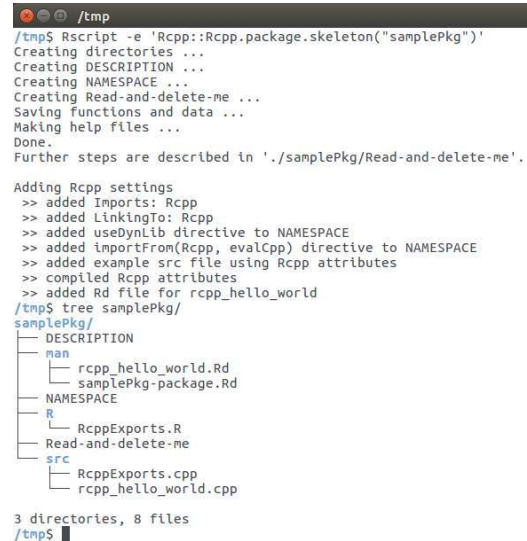 /tmp
/tmp$ Rscript -e 'Rcpp::Rcpp.package.skeleton("samplePkg")'
Creating directories ...
Creating DESCRIPTION ...
Creating NAMESPACE ...
Creating Read-and-delete-me ...
Saving functions and data ...
Making help files ...
Done.
Further steps are described in './samplePkg/Read-and-delete-me'.

Adding Rcpp settings
 >> added Imports: Rcpp
 >> added LinkingTo: Rcpp
 >> added useDynLib directive to NAMESPACE
 >> added importFrom(Rcpp, evalCpp) directive to NAMESPACE
 >> added example src file using Rcpp attributes
 >> compiled Rcpp attributes
 >> added Rd file for rcpp_hello_world
/tmp$ tree samplePkg/
samplePkg/
├── DESCRIPTION
├── man
│   ├── rcpp_hello_world.Rd
│   └── samplePkg-package.Rd
├── NAMESPACE
├── R
│   └── RcppExports.R
├── Read-and-delete-me
└── src
    ├── RcppExports.cpp
    └── rcpp_hello_world.cpp

3 directories, 8 files
/tmp$